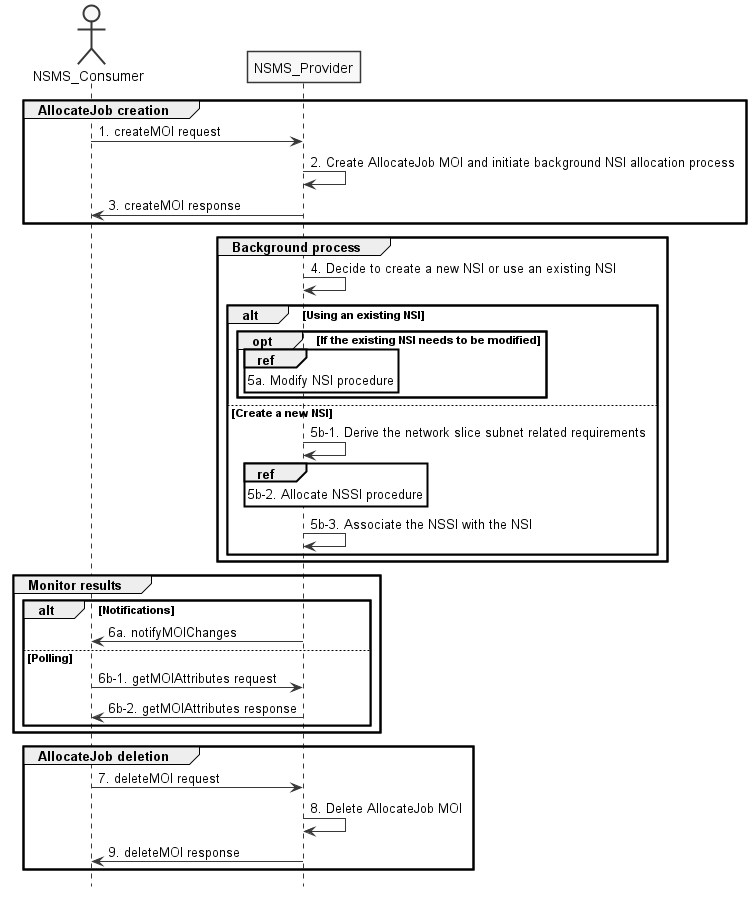 NSMS_Consumer
NSMS_Provider
AllocateJob creation
1. createMOI request
2. Create AllocateJob MOI and initiate background NSI allocation process
3. createMOI response
Background process
4. Decide to create a new NSI or use an existing NSI
alt [Using an existing NSI]
opt [If the existing NSI needs to be modified]
ref
5a. Modify NSI procedure
[Create a new NSI]
5b-1. Derive the network slice subnet related requirements
ref
5b-2. Allocate NSSI procedure
5b-3. Associate the NSSI with the NSI
Monitor results
alt [Notifications]
6a. notifyMOIChanges
[Polling]
6b-1. getMOIAttributes request
6b-2. getMOIAttributes response
AllocateJob deletion
7. deleteMOI request
8. Delete AllocateJob MOI
9. deleteMOI response